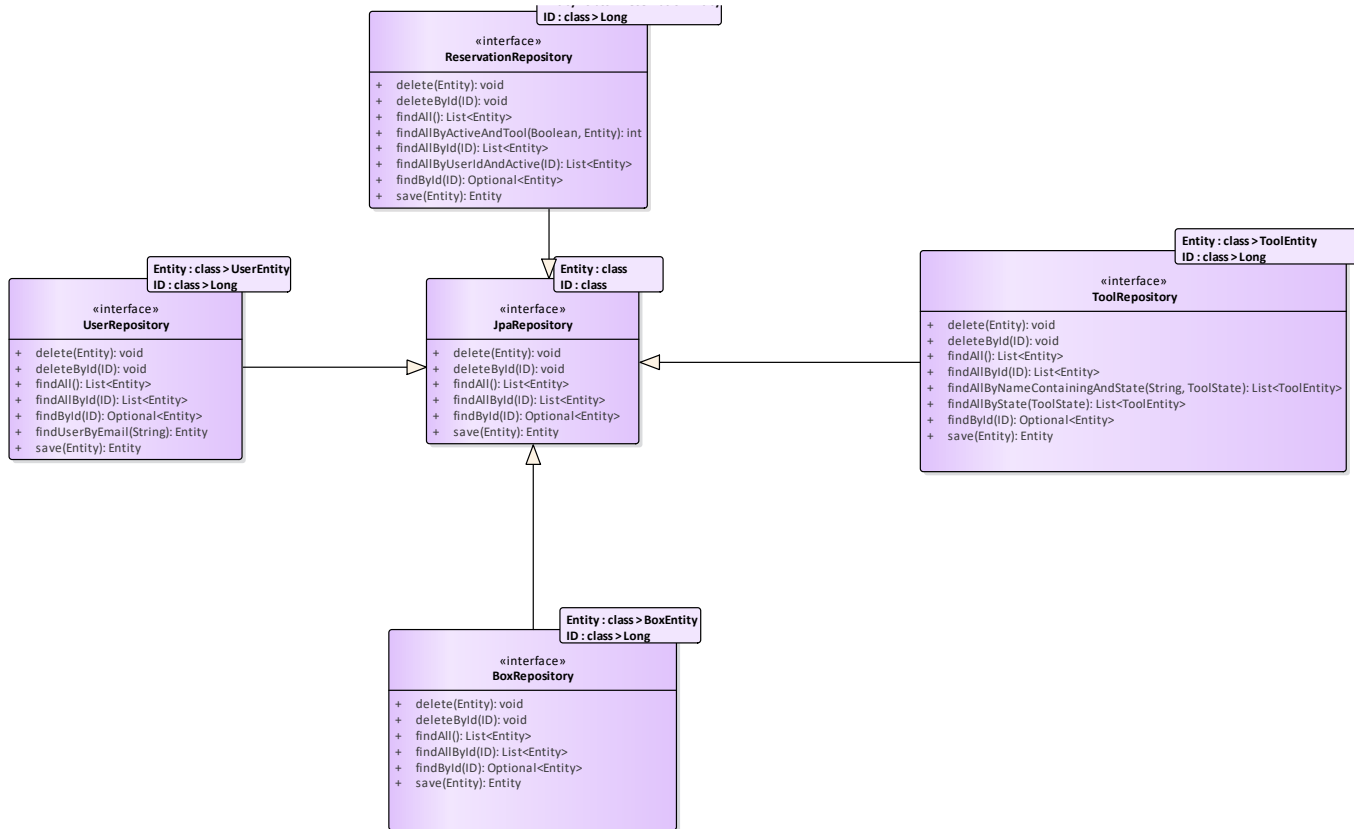 ID : class > Long
«interface»
ReservationRepository
+ delete(Entity): void
+ deleteById(ID): void
+ findAll(): List<Entity>
+ findAllByActiveAndTool(Boolean, Entity): int
+ findAllById(ID): List<Entity>
+ findAllByUserIdAndActive(ID): List<Entity>
+ findById(ID): Optional<Entity>
+ save(Entity): Entity
Entity : class > UserEntity
ID : class > Long
«interface»
UserRepository
+ delete(Entity): void
+ deleteById(ID): void
+ findAll(): List<Entity>
+ findAllById(ID): List<Entity>
+ findById(ID): Optional<Entity>
+ findUserByEmail(String): Entity
+ save(Entity): Entity
Entity : class
ID : class
«interface»
JpaRepository
+ delete(Entity): void
+ deleteById(ID): void
+ findAll(): List<Entity>
+ findAllById(ID): List<Entity>
+ findById(ID): Optional<Entity>
+ save(Entity): Entity
Entity : class > ToolEntity
ID : class > Long
«interface»
ToolRepository
+ delete(Entity): void
+ deleteById(ID): void
+ findAll(): List<Entity>
+ findAllById(ID): List<Entity>
+ findAllByNameContainingAndState(String, ToolState): List<ToolEntity>
+ findAllByState(ToolState): List<ToolEntity>
+ findById(ID): Optional<Entity>
+ save(Entity): Entity
Entity : class > BoxEntity
ID : class > Long
«interface»
BoxRepository
+ delete(Entity): void
+ deleteById(ID): void
+ findAll(): List<Entity>
+ findAllById(ID): List<Entity>
+ findById(ID): Optional<Entity>
+ save(Entity): Entity